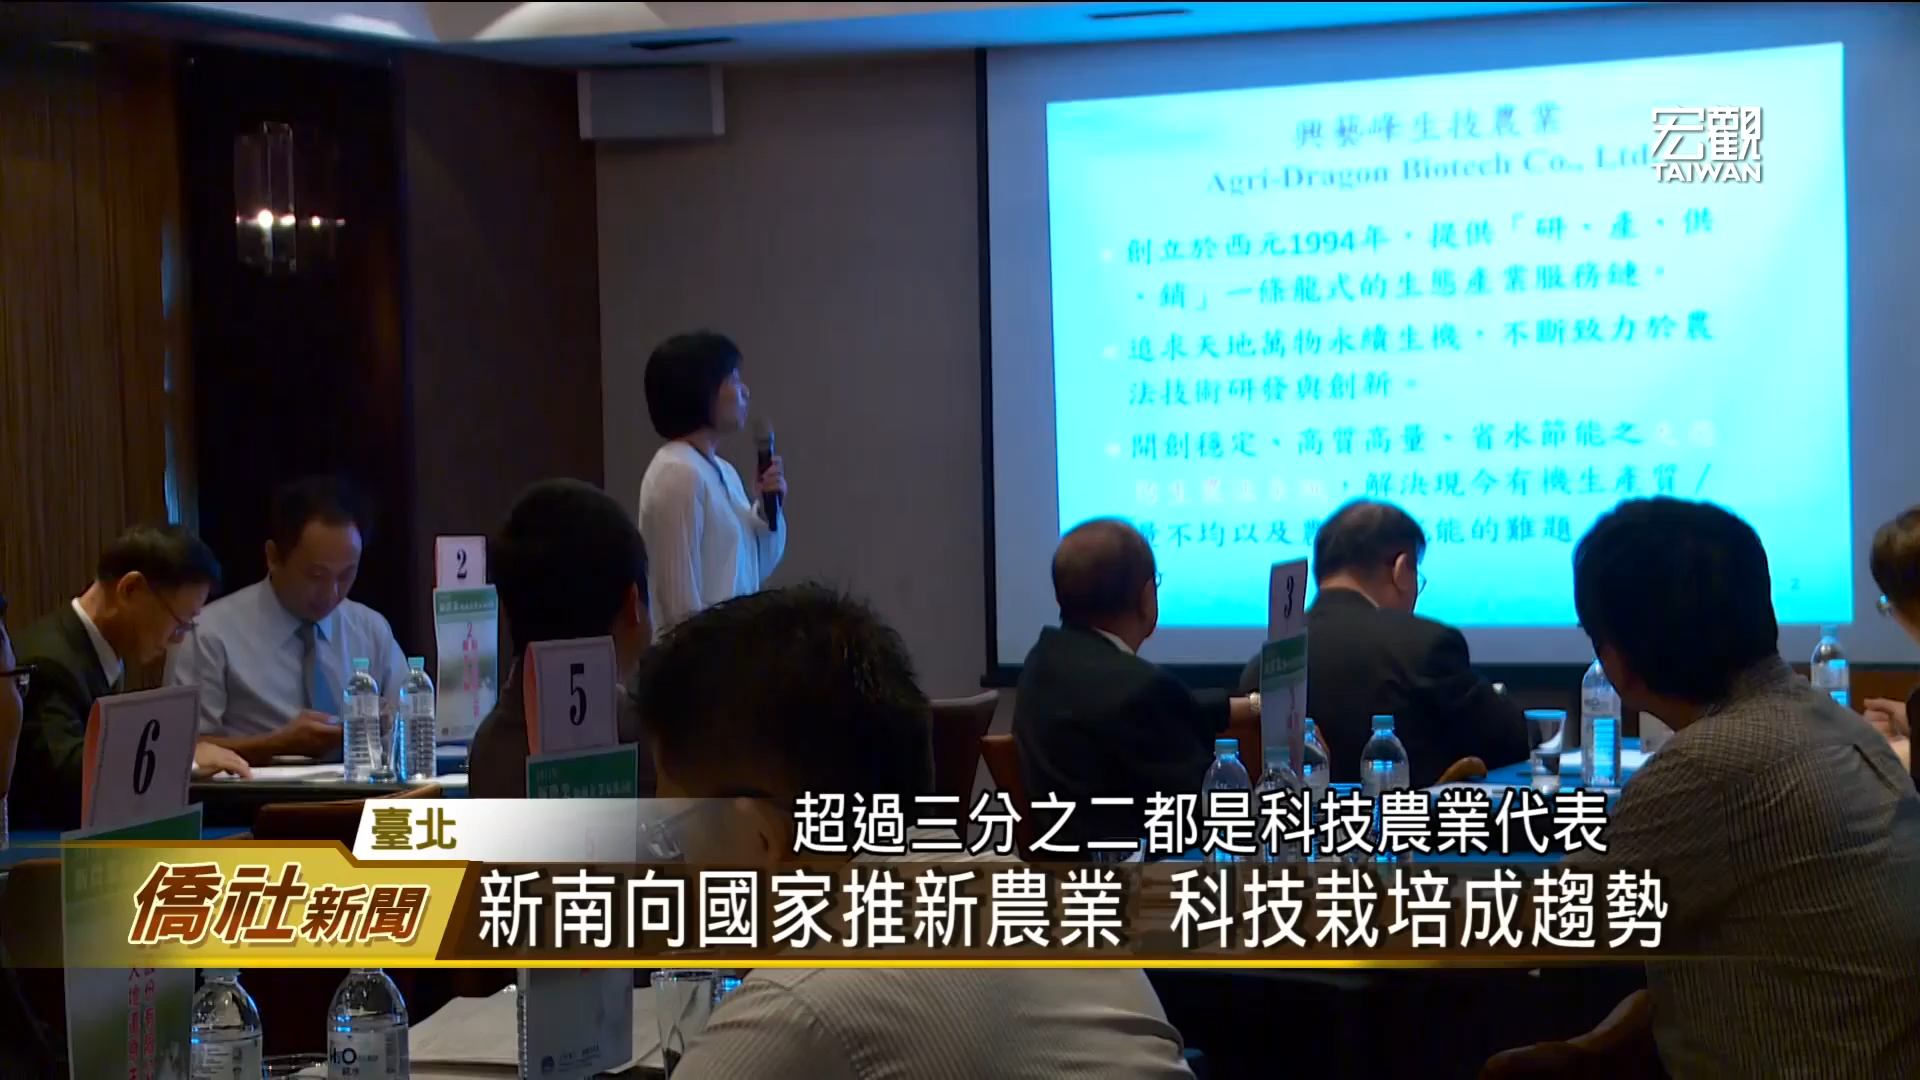 興藝峰生技農業
Agri-Dragon Biotech Co., Ltd
宏觀
TAIWAN
創立於西元1994年，提供「研、產、供
、銷」一條龍式的生態產業服務鏈。
追求天地萬物永續生機，不斷致力於農
法技術研發與創新。
開創穩定、高質高量、省水節能之
，解決現今有機生產質/
量不均以及農 能的難題
2
2
3
5
6
臺北
超過三分之二都是科技農業代表
僑社新聞
新南向國家推新農業 科技栽培成趨勢